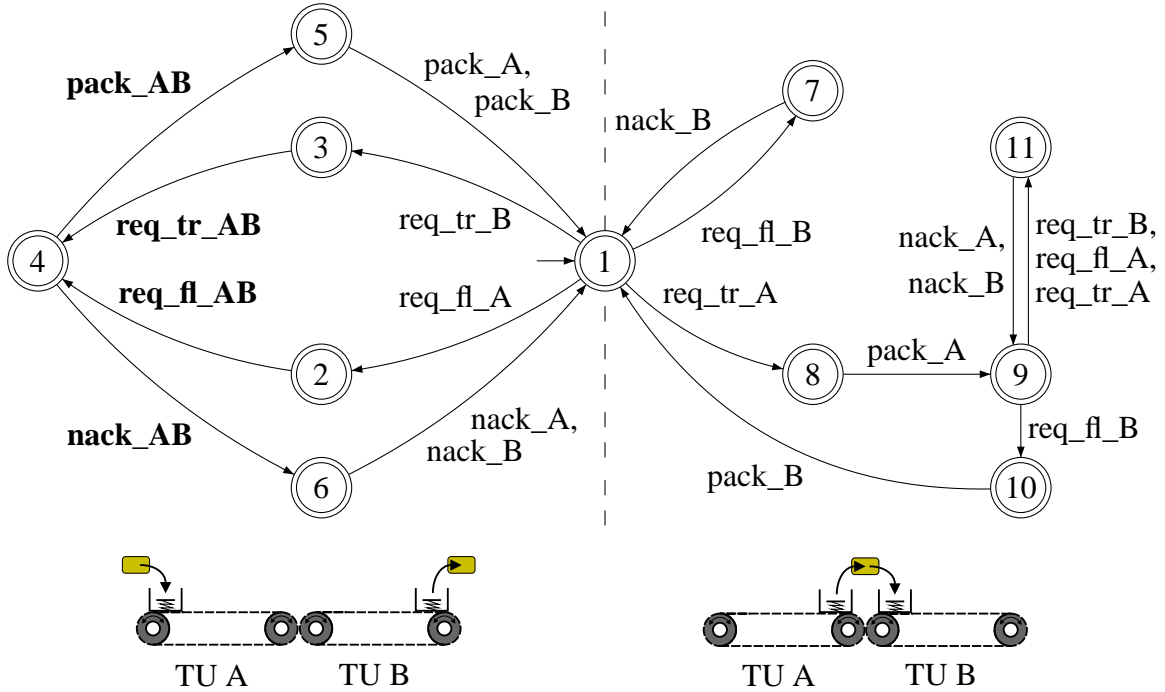 5
pack_AB
pack_A,
pack_B
7
nack_B
3
11
req_tr_AB
req_tr_B
req_fl_B
nack_A,
nack_B
req_tr_B,
req_fl_A,
req_tr_A
4
1
req_fl_AB
req_fl_A
req_tr_A
pack_A
2
8
9
nack_AB
nack_A,
nack_B
req_fl_B
pack_B
6
10
TU A
TU B
TU A
TU B